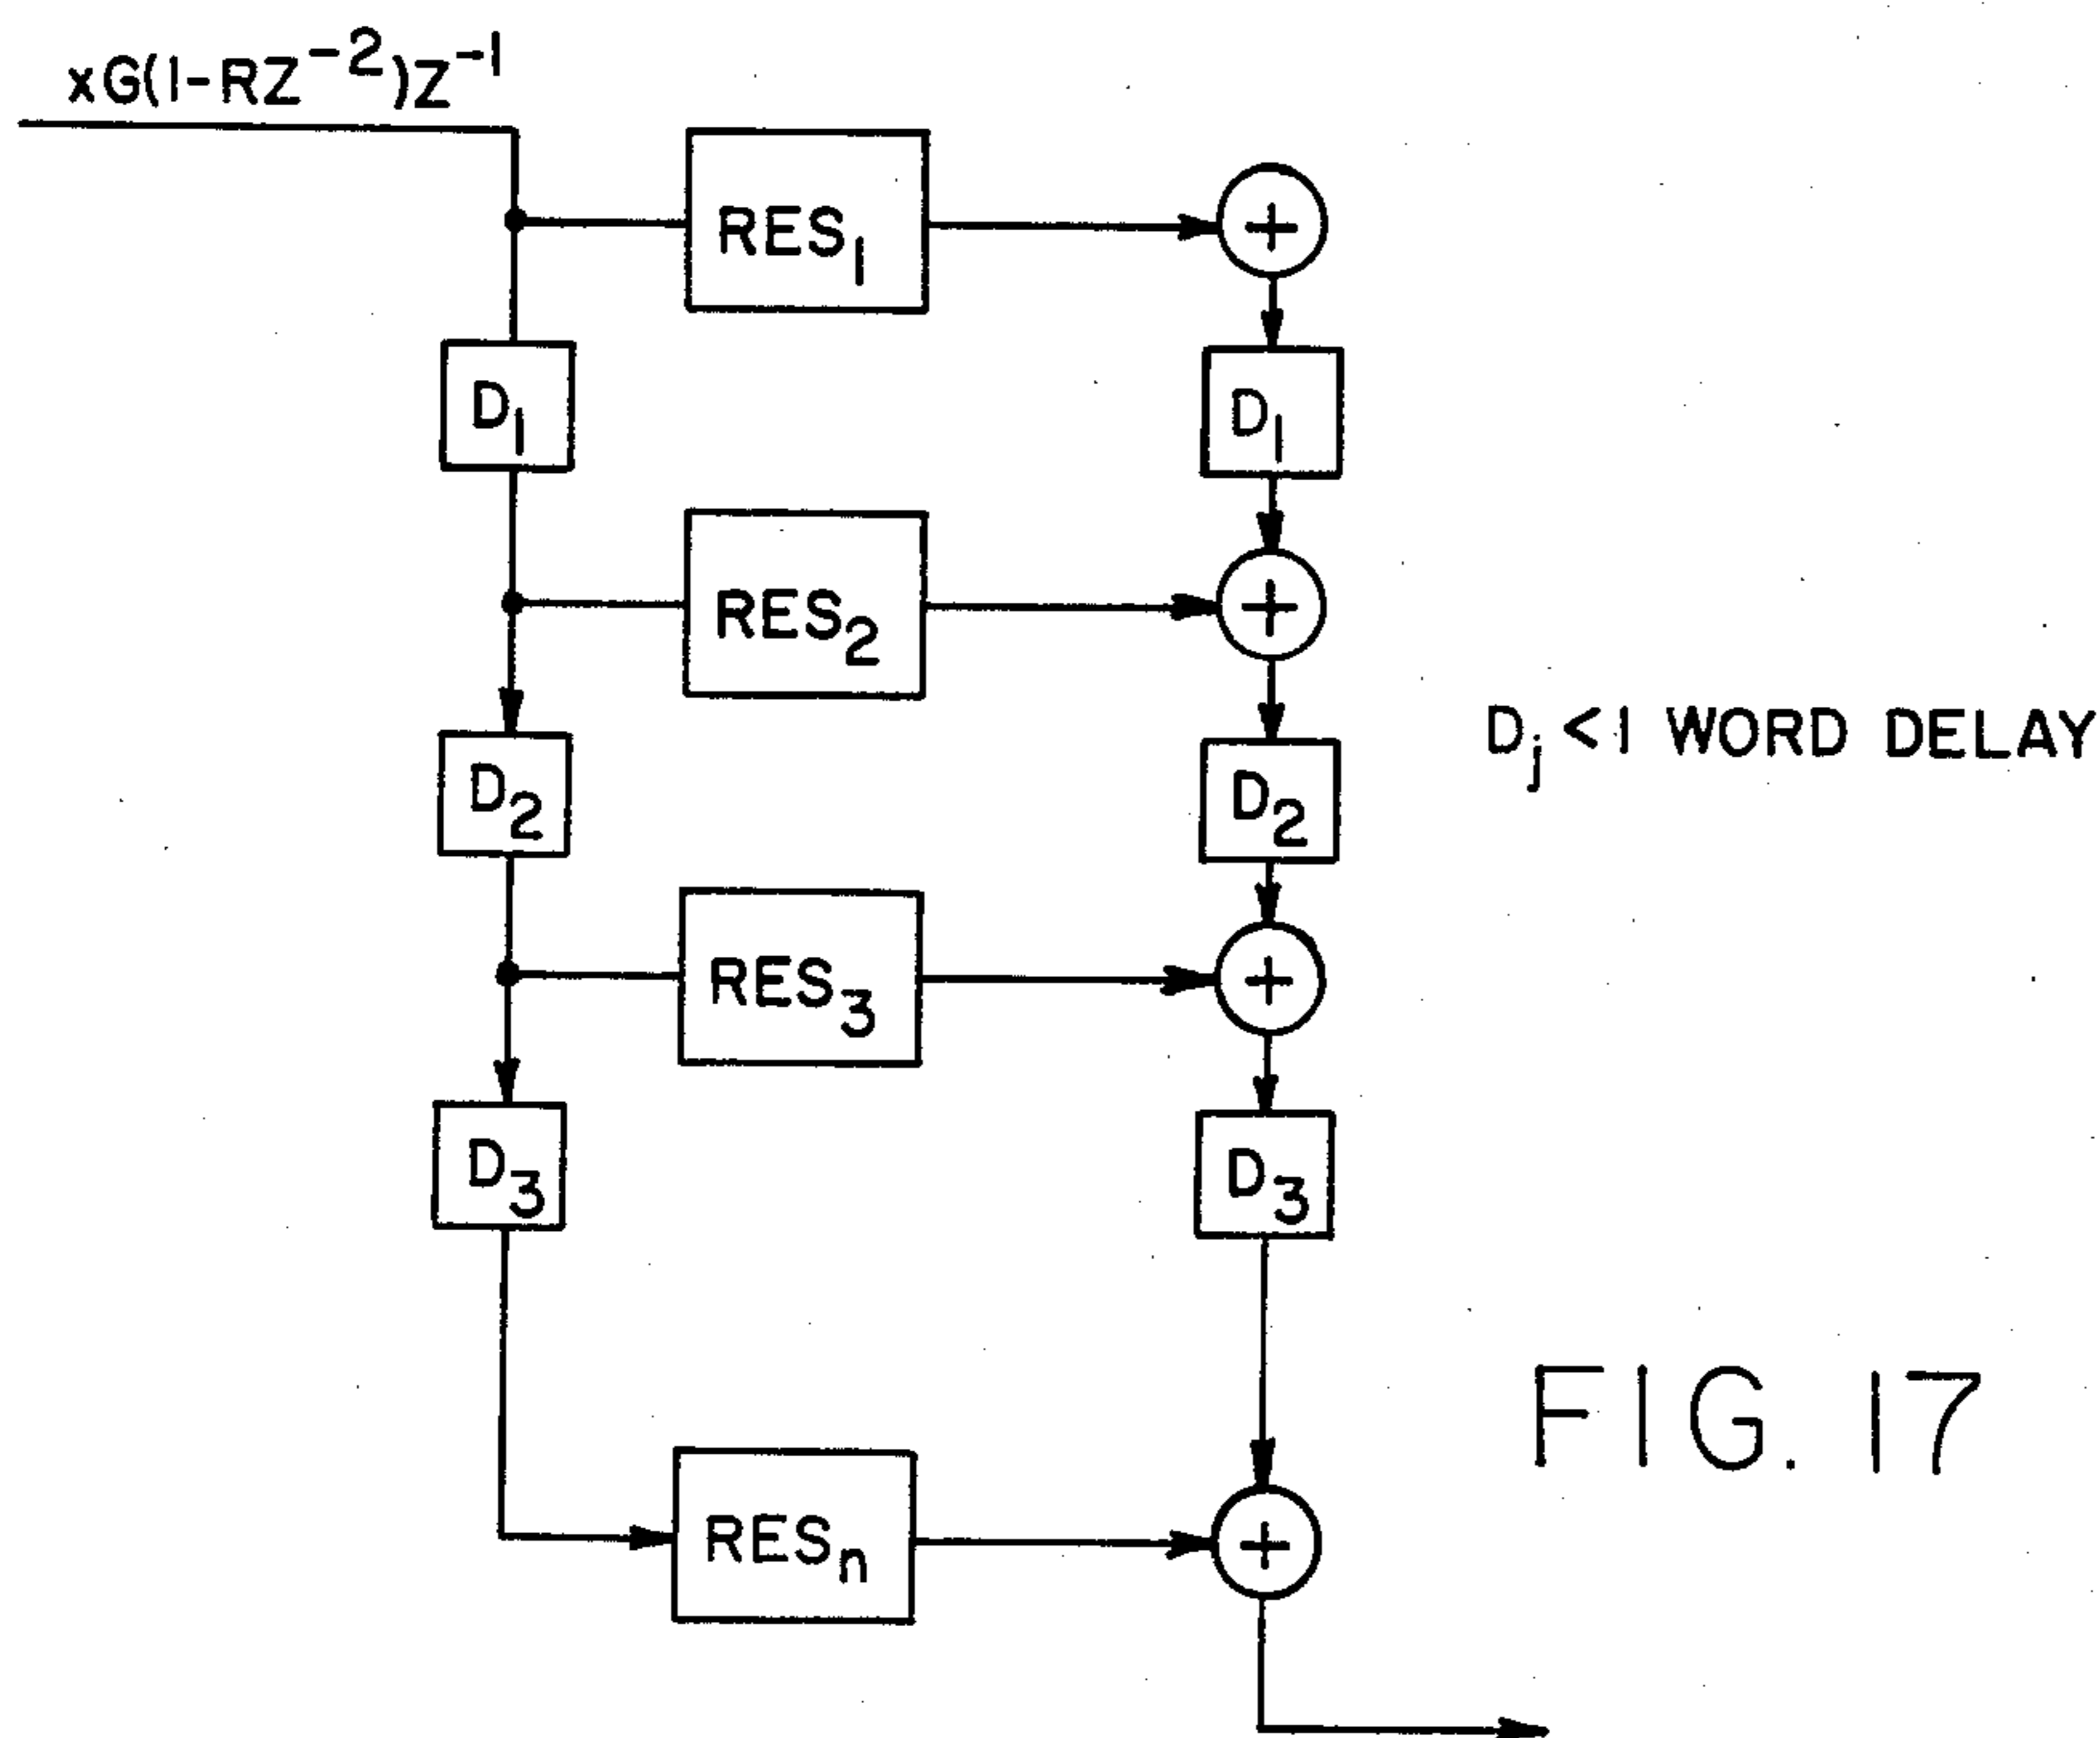 xG(1-RZ⁻²)Z⁻¹
RES₁
+
D₁
D₁
RES₂
+
Dⱼ < 1 WORD DELAY
D₂
D₂
RES₃
+
D₃
D₃
FIG. 17
RESₙ
+